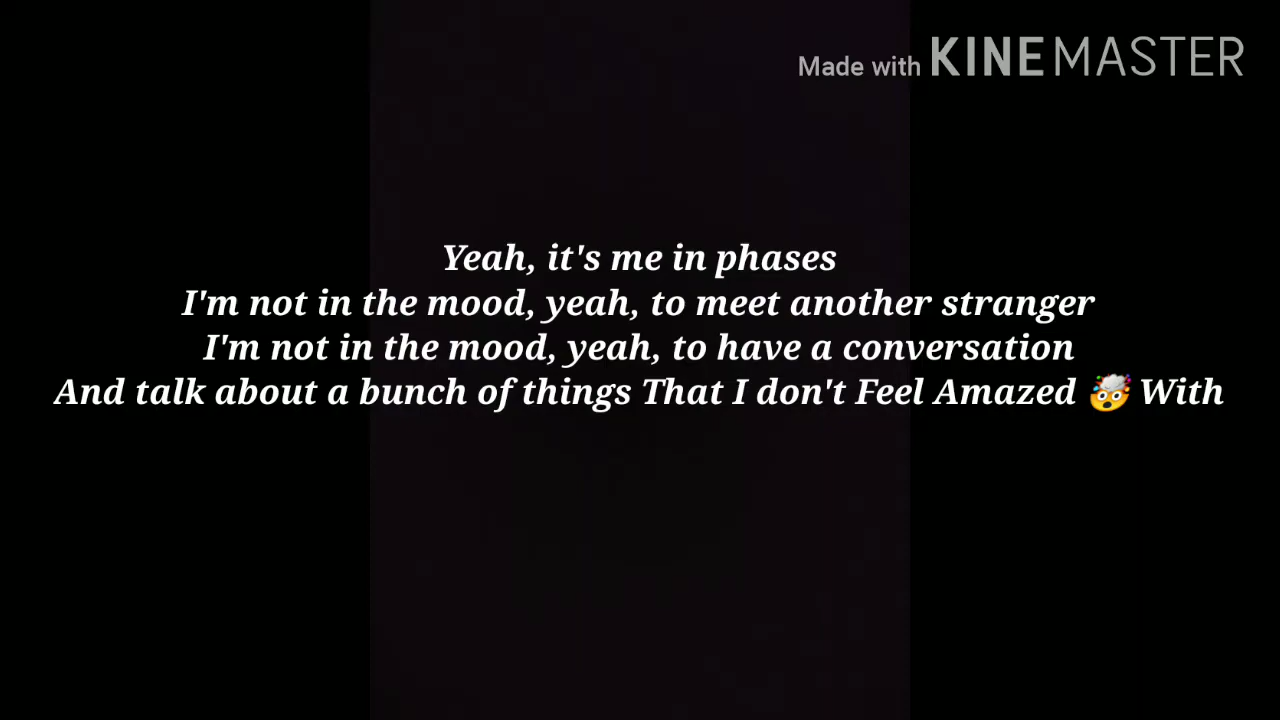 Made with KINEMASTER
Yeah, it's me in phases
I'm not in the mood, yeah, to meet another stranger
I'm not in the mood, yeah, to have a conversation
And talk about a bunch of things That I don't Feel Amazed 🤯 With